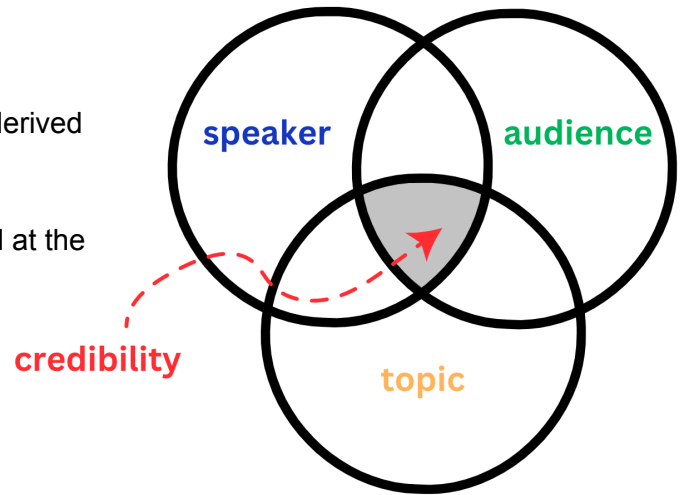 derived
speaker
audience
at the
credibility
topic